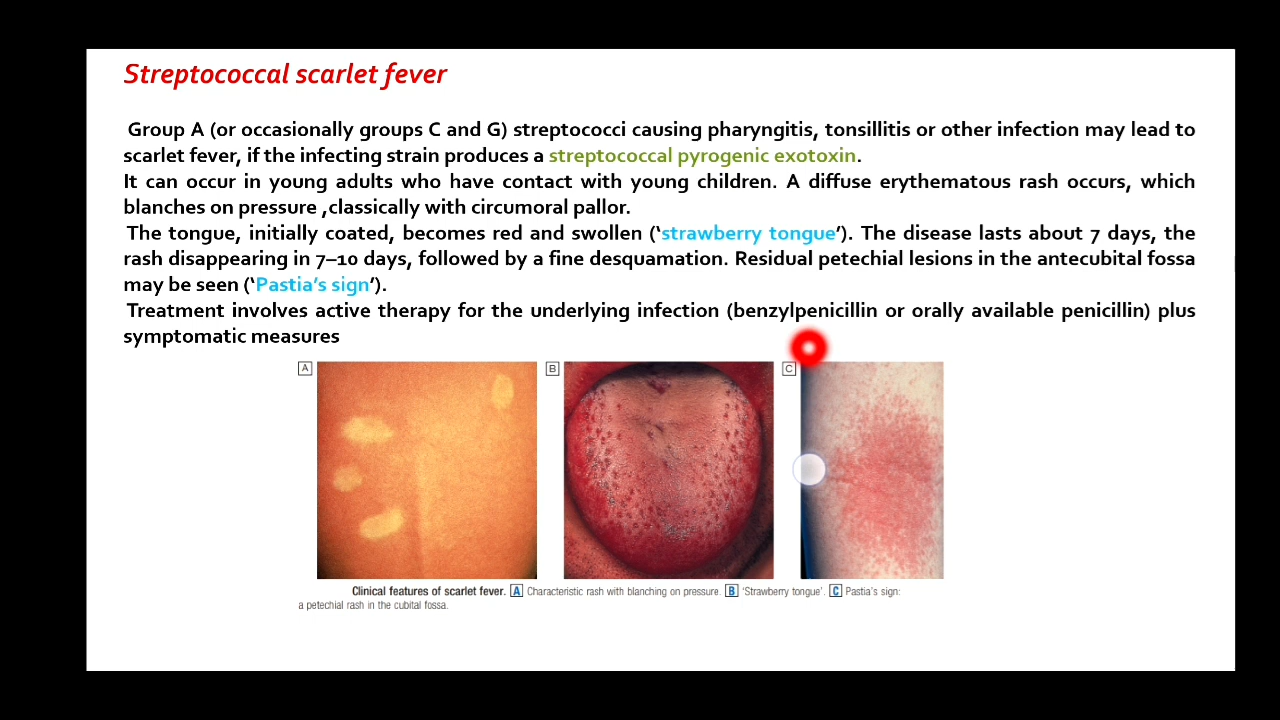 Streptococcal scarlet fever
Group A (or occasionally groups C and G) streptococci causing pharyngitis, tonsillitis or other infection may lead to
scarlet fever, if the infecting strain produces a streptococcal pyrogenic exotoxin.
It can occur in young adults who have contact with young children. A diffuse erythematous rash occurs, which
blanches on pressure ,classically with circumoral pallor.
The tongue, initially coated, becomes red and swollen (‘strawberry tongue’). The disease lasts about 7 days, the
rash disappearing in 7–10 days, followed by a fine desquamation. Residual petechial lesions in the antecubital fossa
may be seen (‘Pastia’s sign’).
Treatment involves active therapy for the underlying infection (benzylpenicillin or orally available penicillin) plus
symptomatic measures
A B C
Clinical features of scarlet fever. A Characteristic rash with blanching on pressure. B ‘Strawberry tongue’. C Pastia’s sign:
a petechial rash in the cubital fossa.